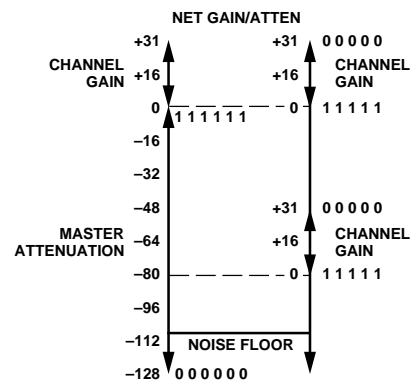 NET GAIN/ATTEN
+31 +31 0 0 0 0 0
CHANNEL GAIN +16 +16 CHANNEL GAIN
0 1 1 1 1 1 1 0 1 1 1 1 1
–16
–32
–48 +31 0 0 0 0 0
MASTER ATTENUATION –64 +16 CHANNEL GAIN
–80 0 1 1 1 1 1
–96
–112 NOISE FLOOR
–128 0 0 0 0 0 0